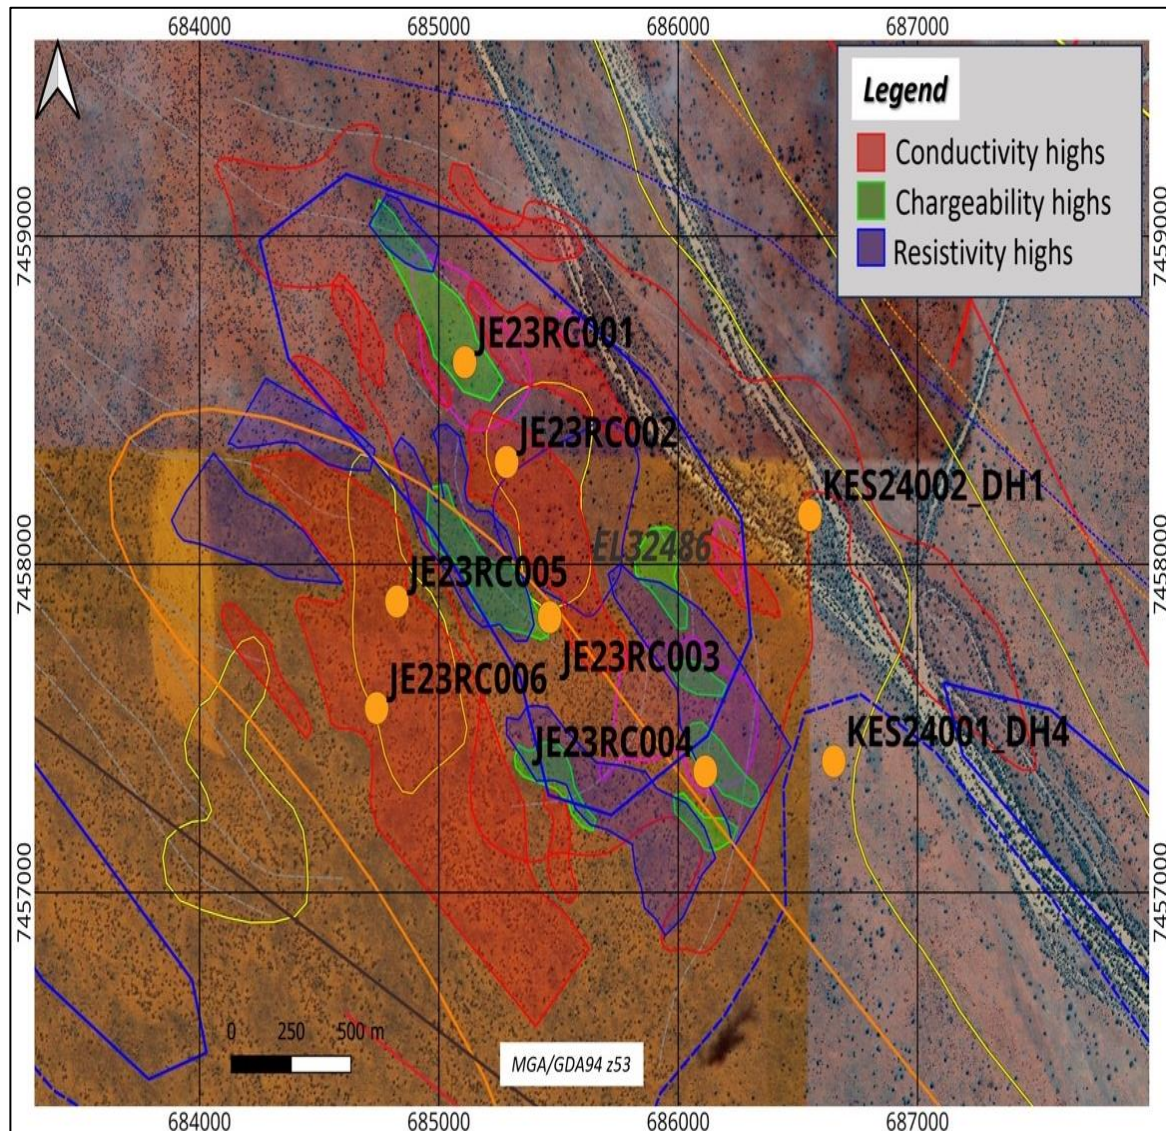 684000 685000 686000 687000
Legend
Conductivity highs
Chargeability highs
Resistivity highs
7459000 7459000
JE23RC001
JE23RC002
KES24002_DH1
EL32486
7458000 7458000
JE23RC005
JE23RC003
JE23RC006
JE23RC004
KES24001_DH4
7457000 7457000
0 250 500 m
MGA/GDA94 z53
684000 685000 686000 687000